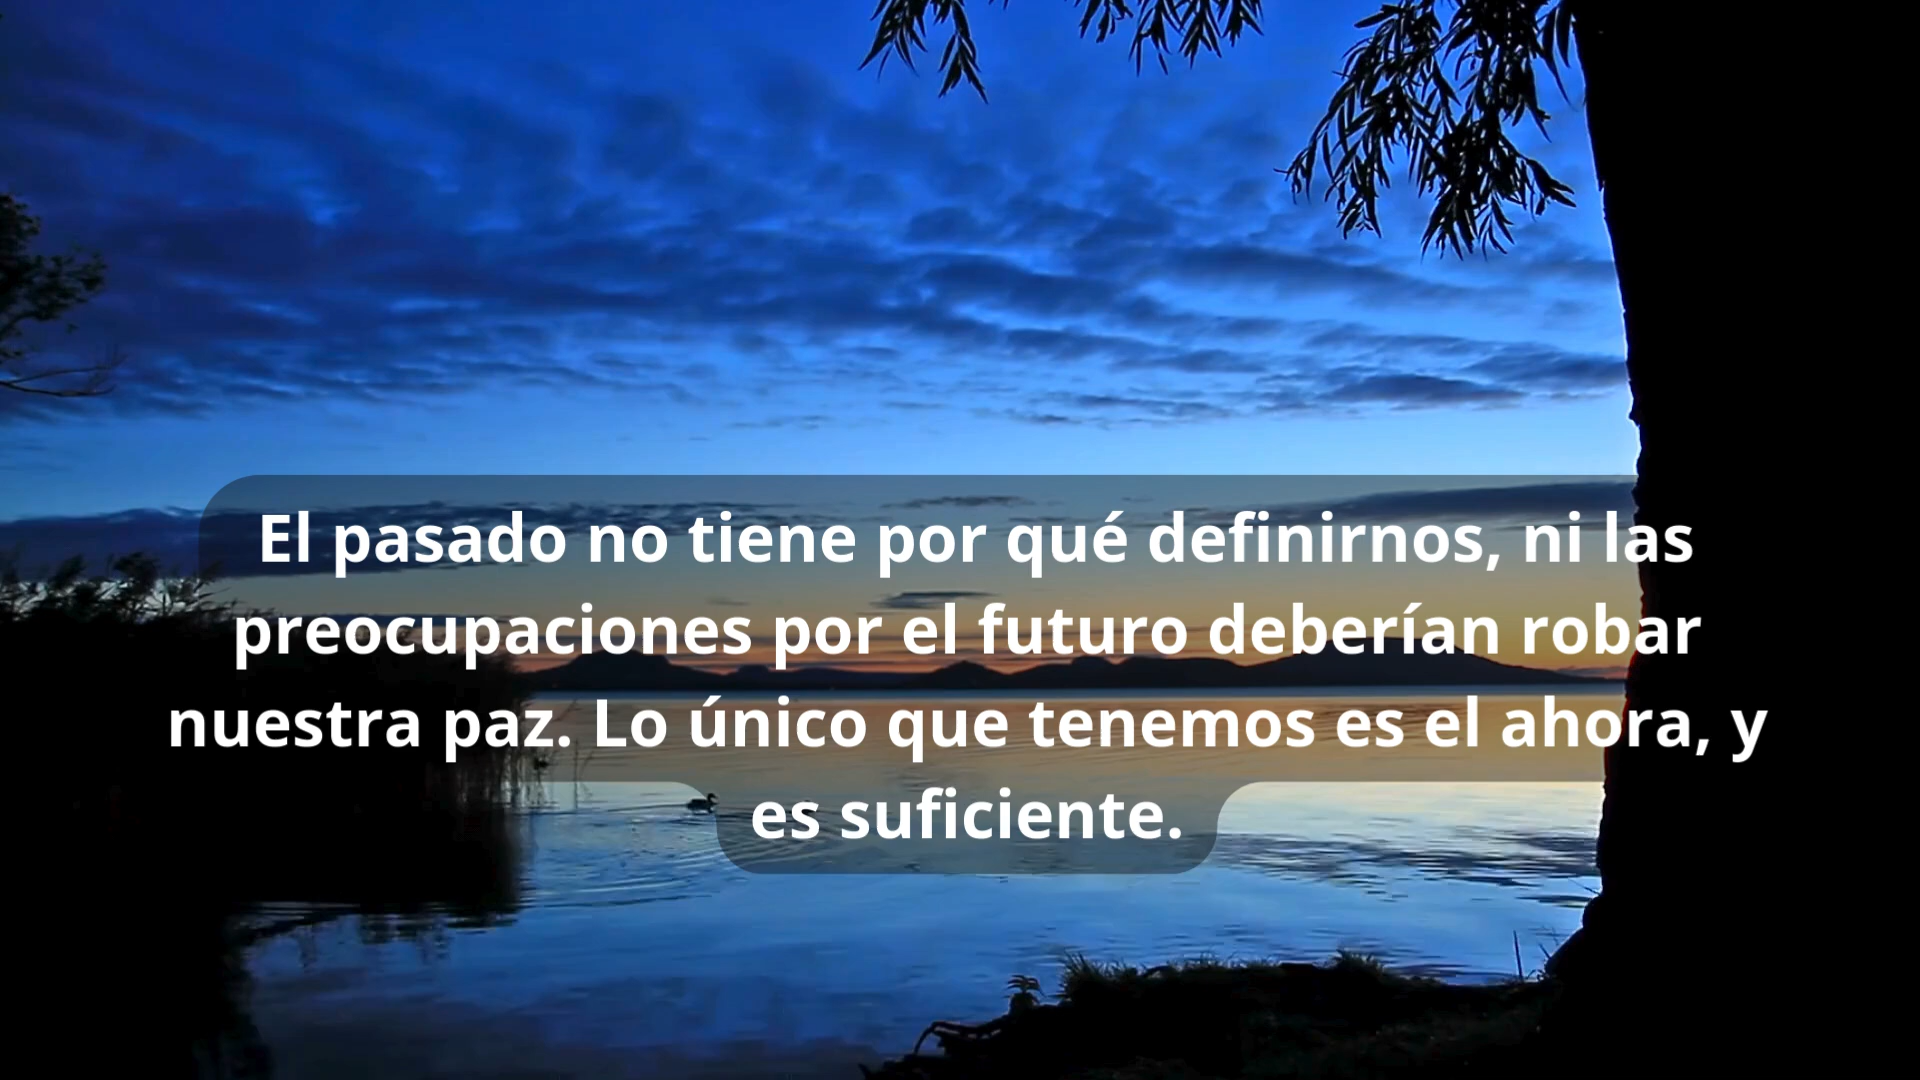 El pasado no tiene por qué definirnos, ni las
preocupaciones por el futuro deberían robar
nuestra paz. Lo único que tenemos es el ahora, y
es suficiente.